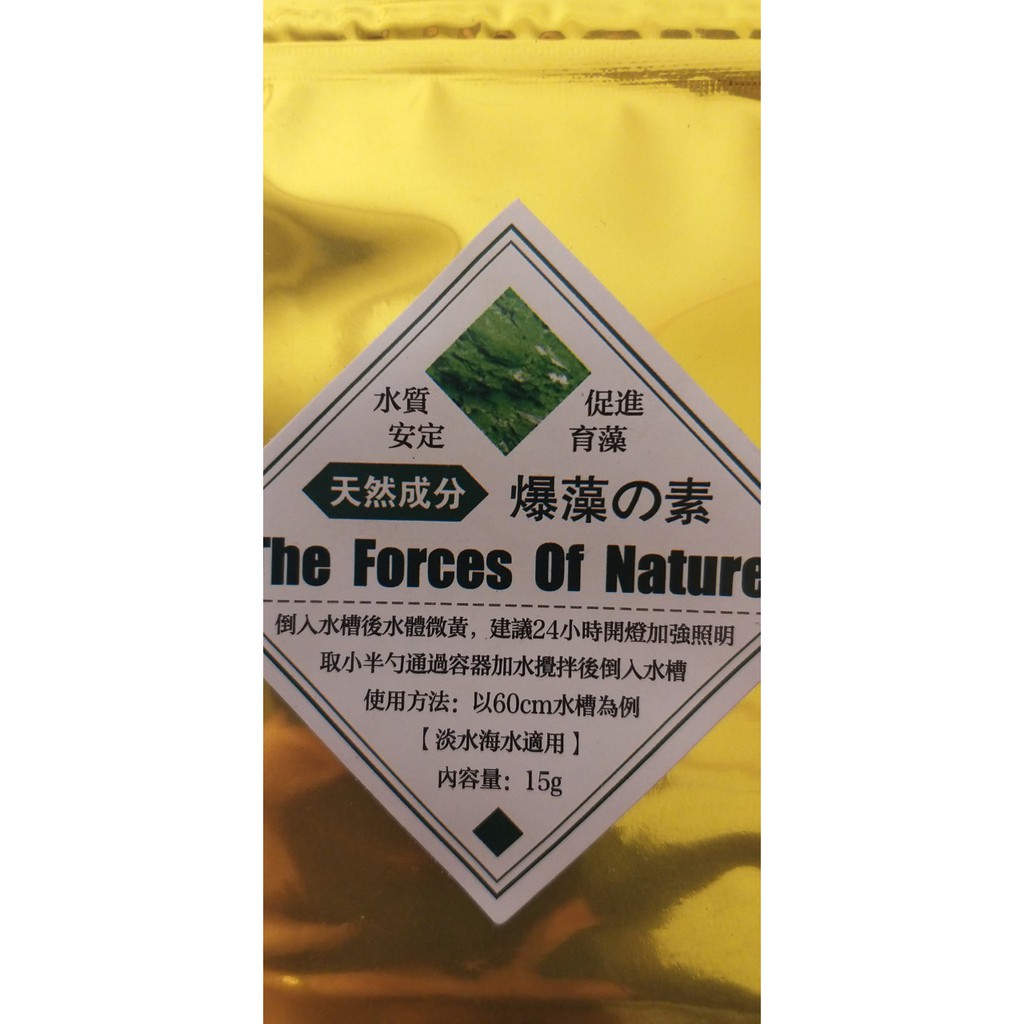 水質 促進
安定 育藻
天然成分 爆藻の素
The Forces Of Nature
倒入水槽後水體微黃，建議24小時開燈加強照明
取小半勺通過容器加水攪拌後倒入水槽
使用方法：以60cm水槽為例
【淡水海水適用】
內容量：15g